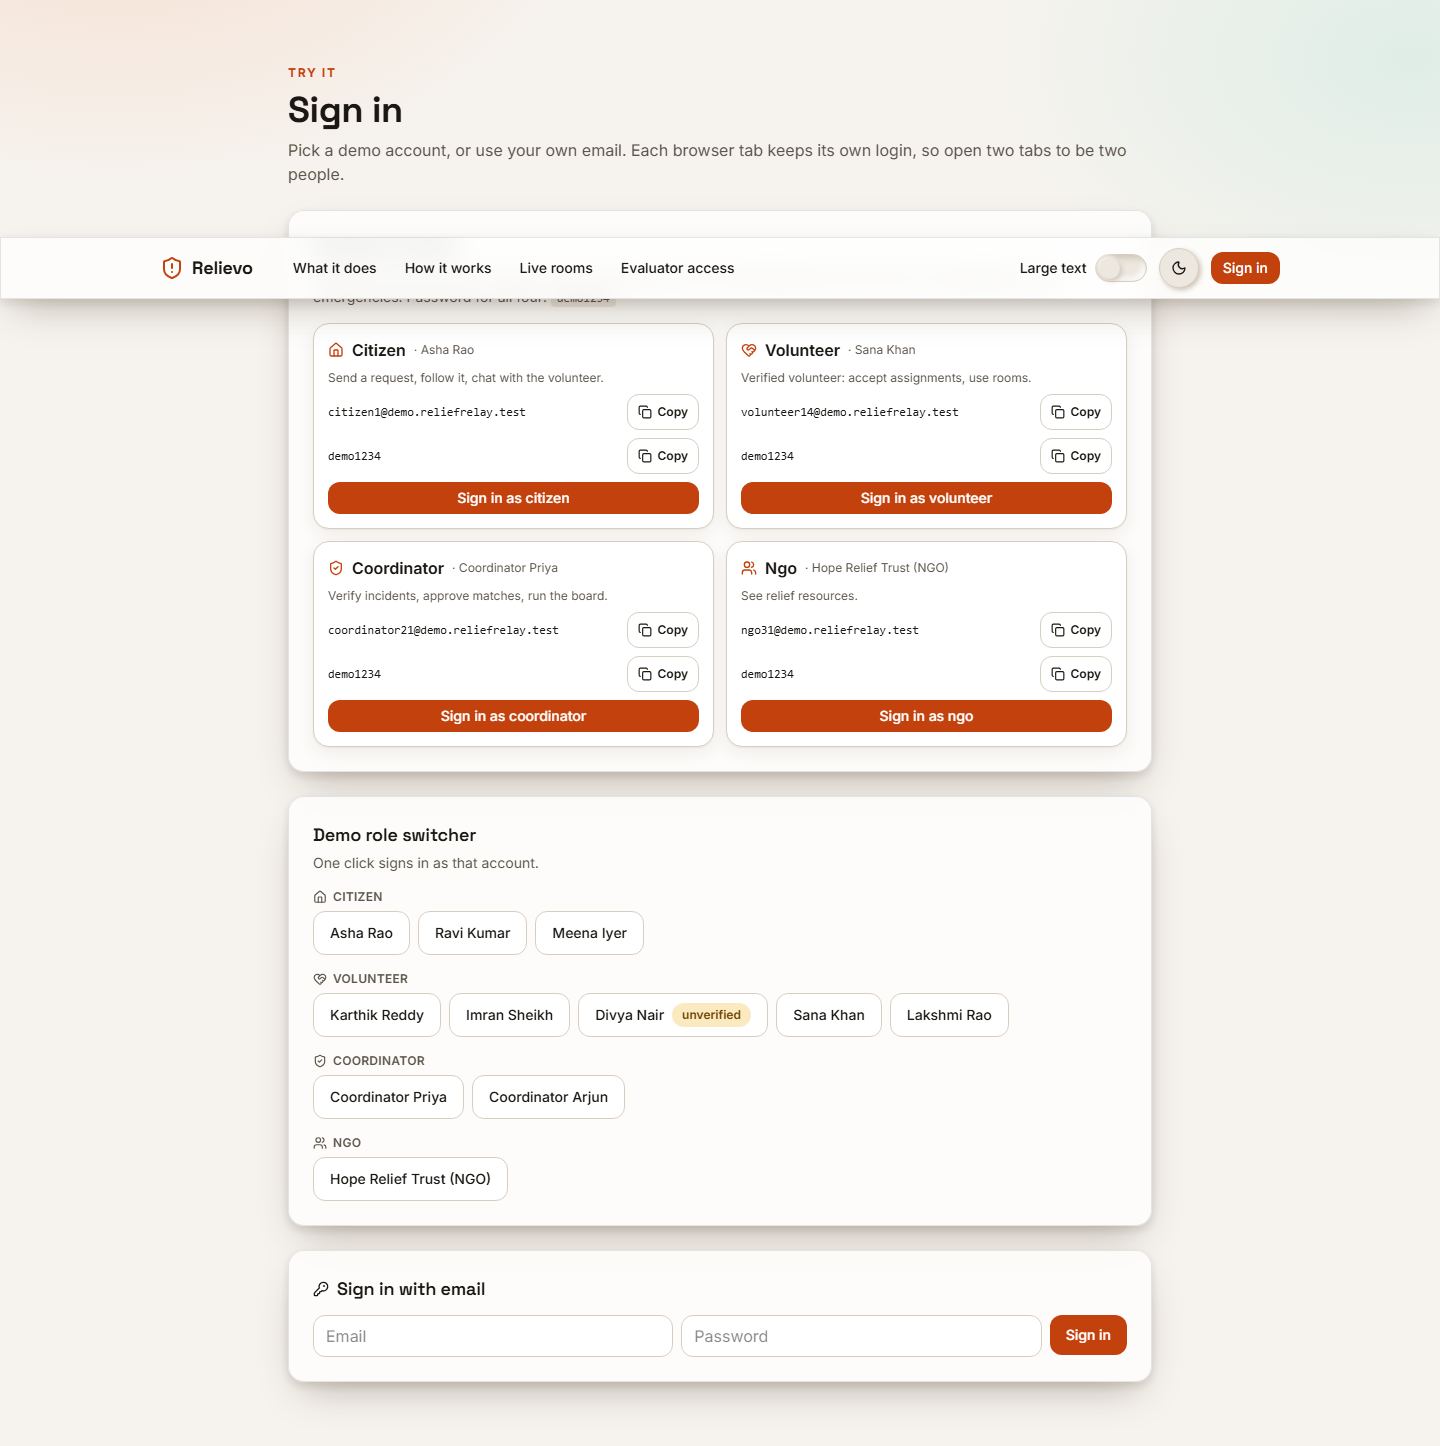 TRY IT
Sign in
Pick a demo account, or use your own email. Each browser tab keeps its own login, so open two tabs to be two
people.
Relievo What it does How it works Live rooms Evaluator access Large text Sign in
emergencies. Password for all four: demo1234
Citizen · Asha Rao
Send a request, follow it, chat with the volunteer.
citizen1@demo.reliefrelay.test Copy
demo1234 Copy
Sign in as citizen
Volunteer · Sana Khan
Verified volunteer: accept assignments, use rooms.
volunteer14@demo.reliefrelay.test Copy
demo1234 Copy
Sign in as volunteer
Coordinator · Coordinator Priya
Verify incidents, approve matches, run the board.
coordinator21@demo.reliefrelay.test Copy
demo1234 Copy
Sign in as coordinator
Ngo · Hope Relief Trust (NGO)
See relief resources.
ngo31@demo.reliefrelay.test Copy
demo1234 Copy
Sign in as ngo
Demo role switcher
One click signs in as that account.
CITIZEN
Asha Rao Ravi Kumar Meena Iyer
VOLUNTEER
Karthik Reddy Imran Sheikh Divya Nair unverified Sana Khan Lakshmi Rao
COORDINATOR
Coordinator Priya Coordinator Arjun
NGO
Hope Relief Trust (NGO)
Sign in with email
Email Password Sign in